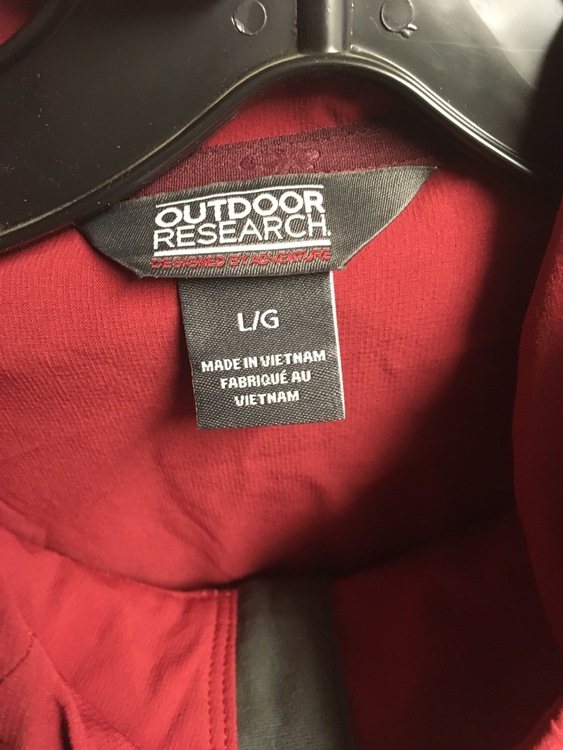 OUTDOOR
RESEARCH.
DESIGNED BY ADVENTURE
L/G
MADE IN VIETNAM
FABRIQUÉ AU
VIETNAM